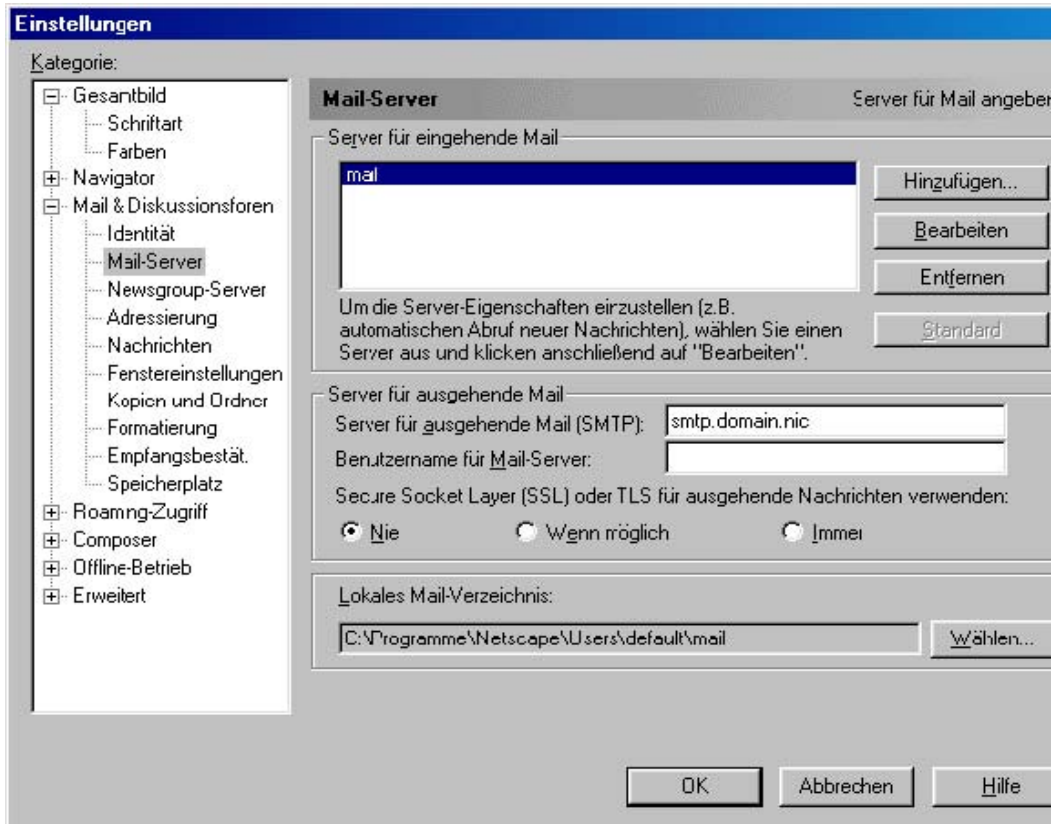 Einstellungen
Kategorie:
Gesamtbild
Schriftart
Farben
Navigator
Mail & Diskussionsforen
Identität
Mail-Server
Newsgroup-Server
Adressierung
Nachrichten
Fenstereinstellungen
Kopien und Ordner
Formatierung
Empfangsbestät.
Speicherplatz
Roaming-Zugriff
Composer
Offline-Betrieb
Erweitert
Mail-Server
Server für Mail angeben
Server für eingehende Mail
mail
Hinzufügen...
Bearbeiten
Entfernen
Standard
Um die Server-Eigenschaften einzustellen (z.B.
automatischen Abruf neuer Nachrichten), wählen Sie einen
Server aus und klicken anschließend auf "Bearbeiten".
Server für ausgehende Mail
Server für ausgehende Mail (SMTP):
smtp.domain.nic
Benutzername für Mail-Server:
Secure Socket Layer (SSL) oder TLS für ausgehende Nachrichten verwenden:
Nie
Wenn möglich
Immer
Lokales Mail-Verzeichnis:
C:\Programme\Netscape\Users\default\mail
Wählen...
OK
Abbrechen
Hilfe